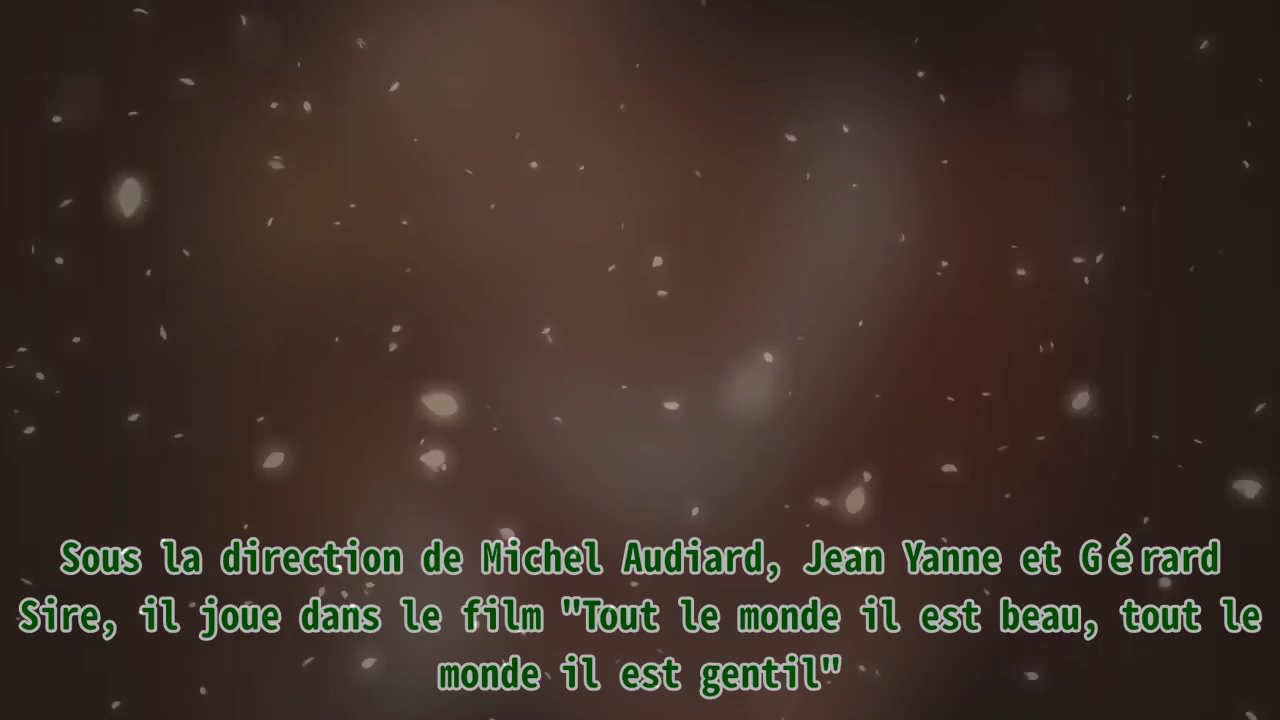 Sous la direction de Michel Audiard, Jean Yanne et Gérard
Sire, il joue dans le film "Tout le monde il est beau, tout le
monde il est gentil"